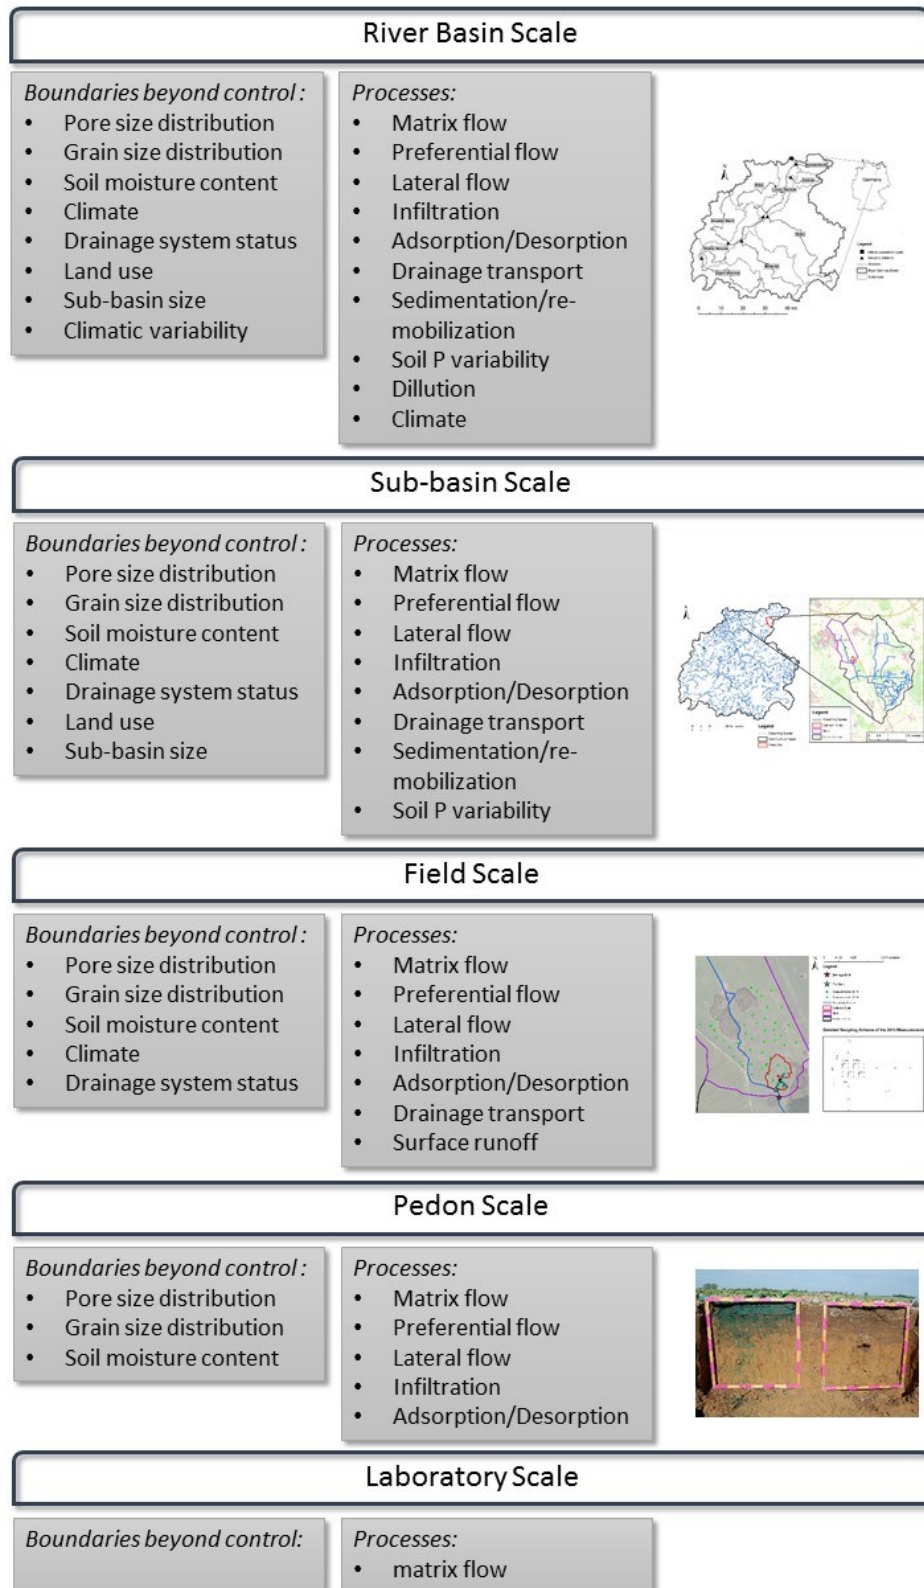 River Basin Scale
Boundaries beyond control :
• Pore size distribution
• Grain size distribution
• Soil moisture content
• Climate
• Drainage system status
• Land use
• Sub-basin size
• Climatic variability
Processes:
• Matrix flow
• Preferential flow
• Lateral flow
• Infiltration
• Adsorption/Desorption
• Drainage transport
• Sedimentation/re-
mobilization
• Soil P variability
• Dillution
• Climate
Germany
Legend
Sub-basin Scale
Boundaries beyond control :
• Pore size distribution
• Grain size distribution
• Soil moisture content
• Climate
• Drainage system status
• Land use
• Sub-basin size
Processes:
• Matrix flow
• Preferential flow
• Lateral flow
• Infiltration
• Adsorption/Desorption
• Drainage transport
• Sedimentation/re-
mobilization
• Soil P variability
Legend
Legend
Field Scale
Boundaries beyond control :
• Pore size distribution
• Grain size distribution
• Soil moisture content
• Climate
• Drainage system status
Processes:
• Matrix flow
• Preferential flow
• Lateral flow
• Infiltration
• Adsorption/Desorption
• Drainage transport
• Surface runoff
Legend
Pedon Scale
Boundaries beyond control :
• Pore size distribution
• Grain size distribution
• Soil moisture content
Processes:
• Matrix flow
• Preferential flow
• Lateral flow
• Infiltration
• Adsorption/Desorption
Laboratory Scale
Boundaries beyond control:
Processes:
• matrix flow